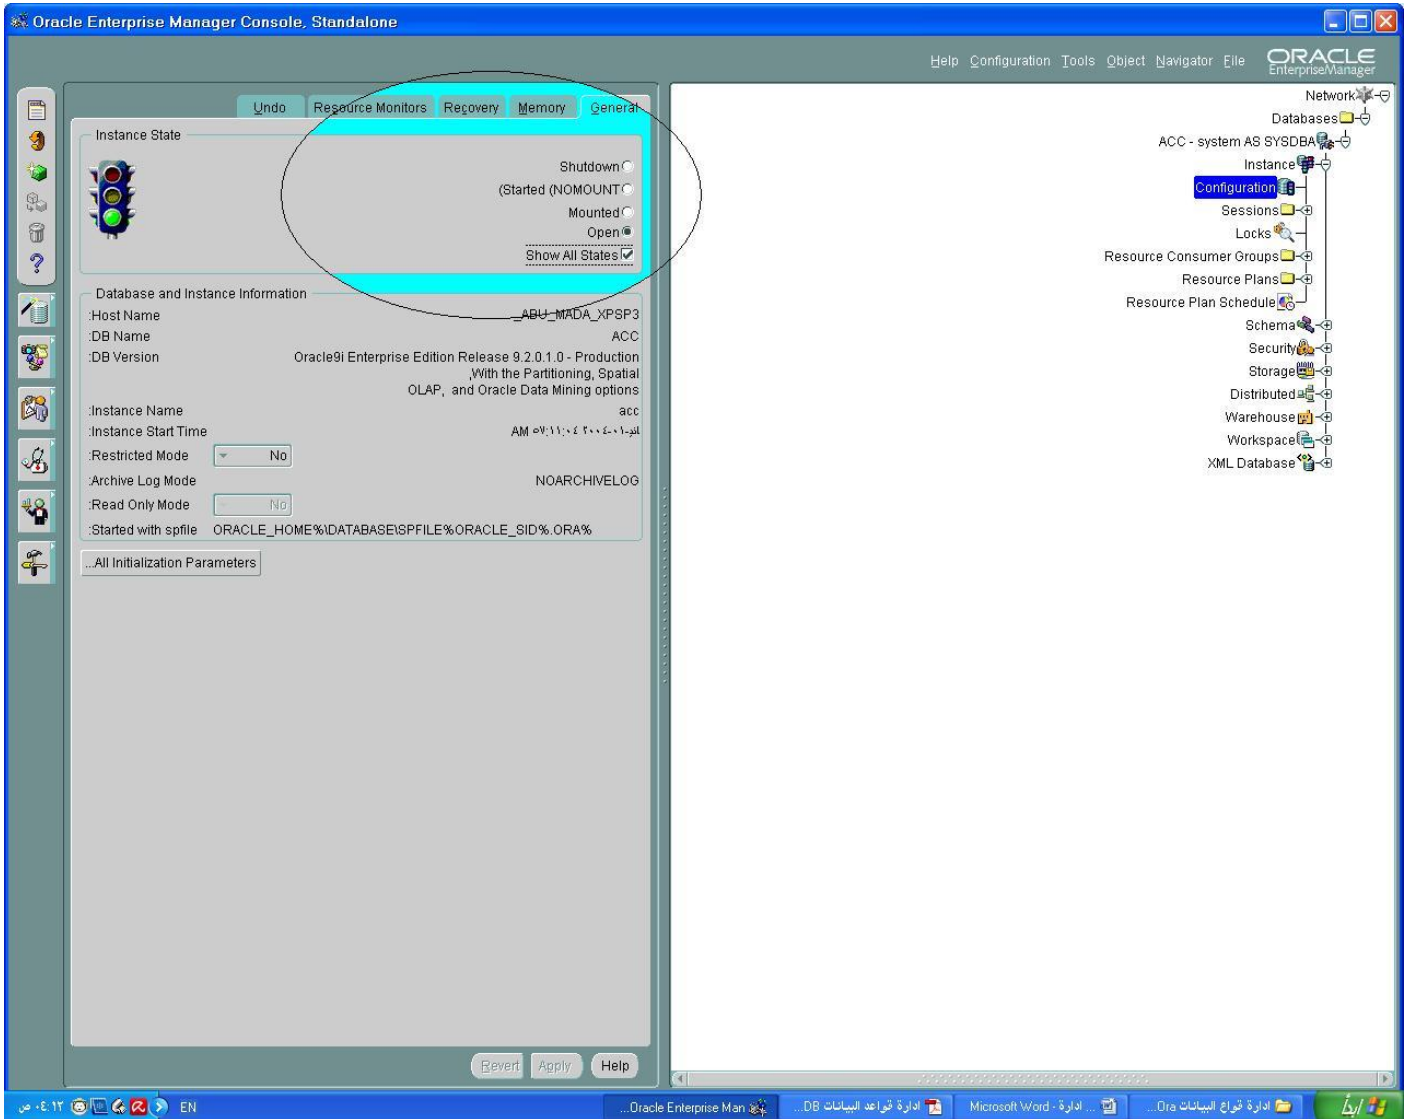 Oracle Enterprise Manager Console, Standalone
Help Configuration Tools Object Navigator File
ORACLE
EnterpriseManager
Undo Resource Monitors Recovery Memory General
Instance State
Shutdown
(Started (NOMOUNT
Mounted
Open
Show All States
Database and Instance Information
:Host Name _ABU_MADA_XPSP3
:DB Name ACC
:DB Version Oracle9i Enterprise Edition Release 9.2.0.1.0 - Production
,With the Partitioning, Spatial
OLAP, and Oracle Data Mining options
:Instance Name acc
:Instance Start Time AM
:Restricted Mode No
:Archive Log Mode NOARCHIVELOG
:Read Only Mode No
:Started with spfile ORACLE_HOME%\DATABASE\SPFILE%ORACLE_SID%.ORA%
...All Initialization Parameters
Revert Apply Help
Network
Databases
ACC - system AS SYSDBA
Instance
Configuration
Sessions
Locks
Resource Consumer Groups
Resource Plans
Resource Plan Schedule
Schema
Security
Storage
Distributed
Warehouse
Workspace
XML Database
ابدأ
ادارة قواع البيانات Ora...
ادارة ... - Microsoft Word
ادارة قواعد البيانات DB...
...Oracle Enterprise Man
EN
٠٤:١٢ ص